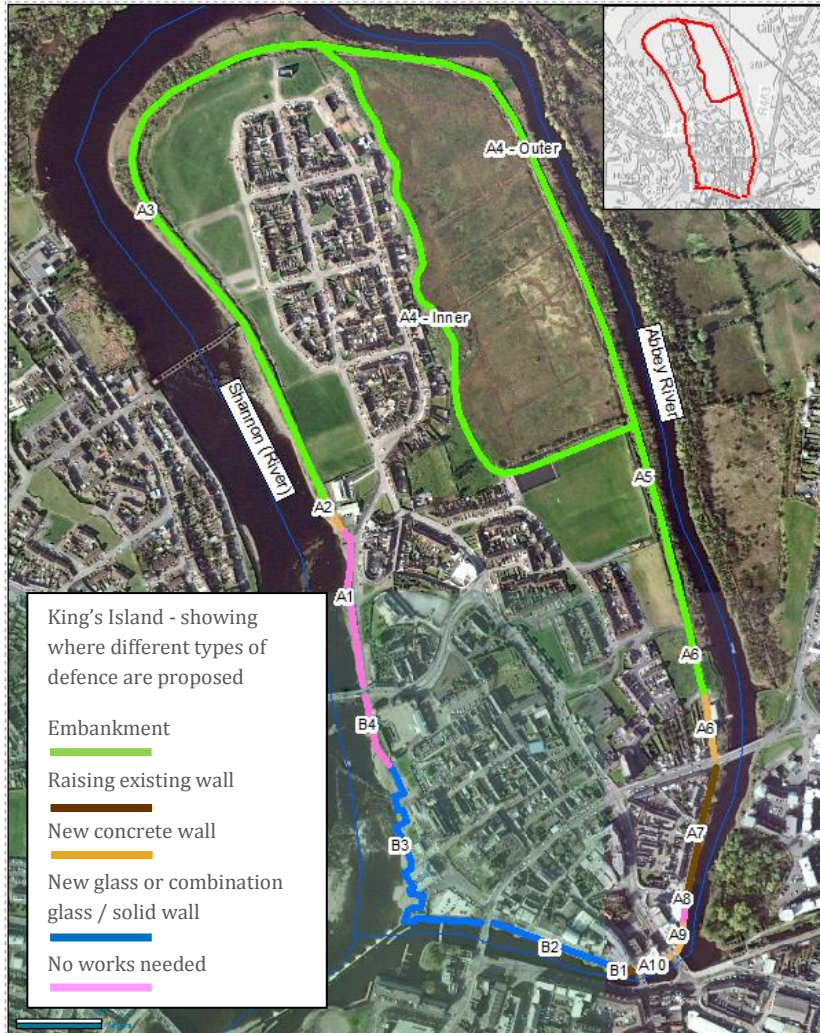 A4 - Outer
A3
A4 - Inner
Abbey River
Shannon (River)
A5
A2
A1
A6
B4
A6
B3
A7
A8
A9
A10
B2
B1
King's Island - showing
where different types of
defence are proposed
Embankment
Raising existing wall
New concrete wall
New glass or combination
glass / solid wall
No works needed